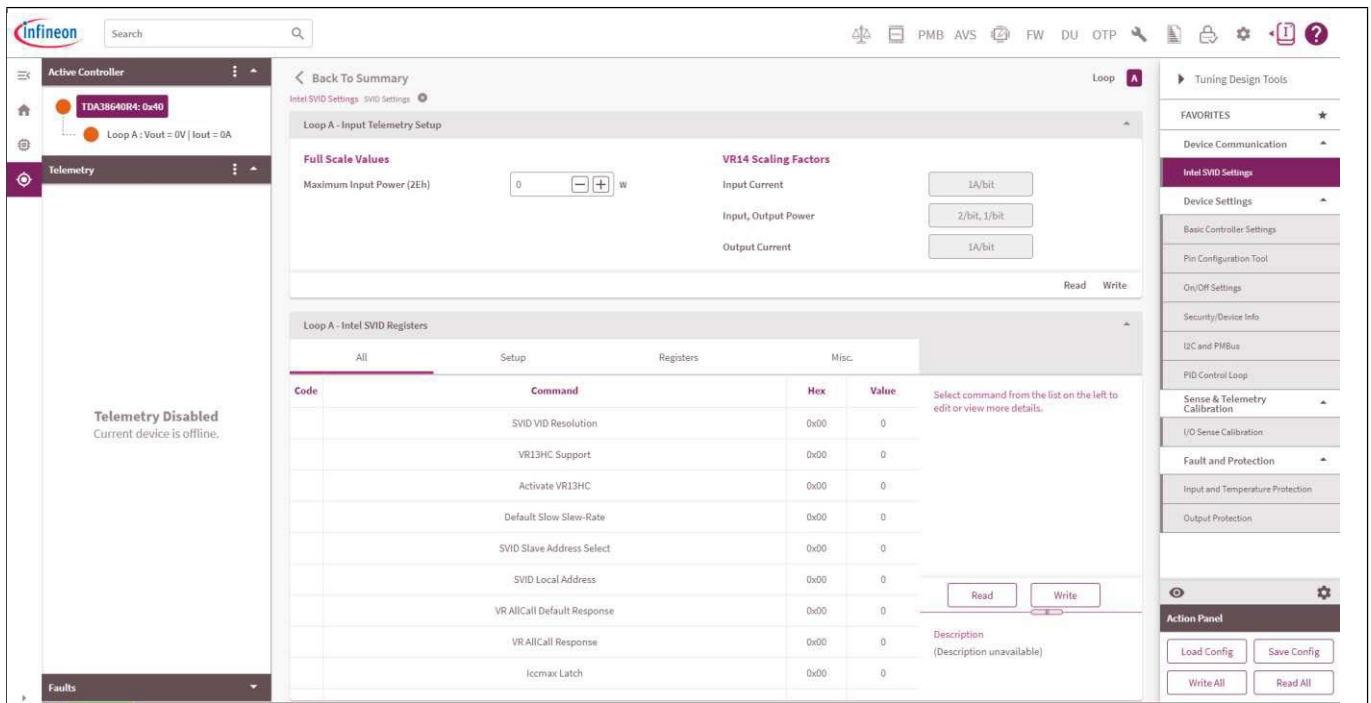 infineon
Search
PMB AVS FW DU OTP
Active Controller
TDA38640R4: 0x40
Loop A : Vout = 0V | Iout = 0A
Telemetry
Telemetry Disabled
Current device is offline.
Faults
Back To Summary
Loop A
Intel SVID Settings SVID Settings
Loop A - Input Telemetry Setup
Full Scale Values
VR14 Scaling Factors
Maximum Input Power (2Eh) 0 W
Input Current 1A/bit
Input, Output Power 2/bit, 1/bit
Output Current 1A/bit
Read Write
Loop A - Intel SVID Registers
All Setup Registers Misc.
Code Command Hex Value
SVID VID Resolution 0x00 0
VR13HC Support 0x00 0
Activate VR13HC 0x00 0
Default Slow Slew-Rate 0x00 0
SVID Slave Address Select 0x00 0
SVID Local Address 0x00 0
VR AllCall Default Response 0x00 0
VR AllCall Response 0x00 0
Iccmax Latch 0x00 0
Select command from the list on the left to
edit or view more details.
Read Write
Description
(Description unavailable)
Tuning Design Tools
FAVORITES
Device Communication
Intel SVID Settings
Device Settings
Basic Controller Settings
Pin Configuration Tool
On/Off Settings
Security/Device Info
I2C and PMBus
PID Control Loop
Sense & Telemetry
Calibration
I/O Sense Calibration
Fault and Protection
Input and Temperature Protection
Output Protection
Action Panel
Load Config Save Config
Write All Read All